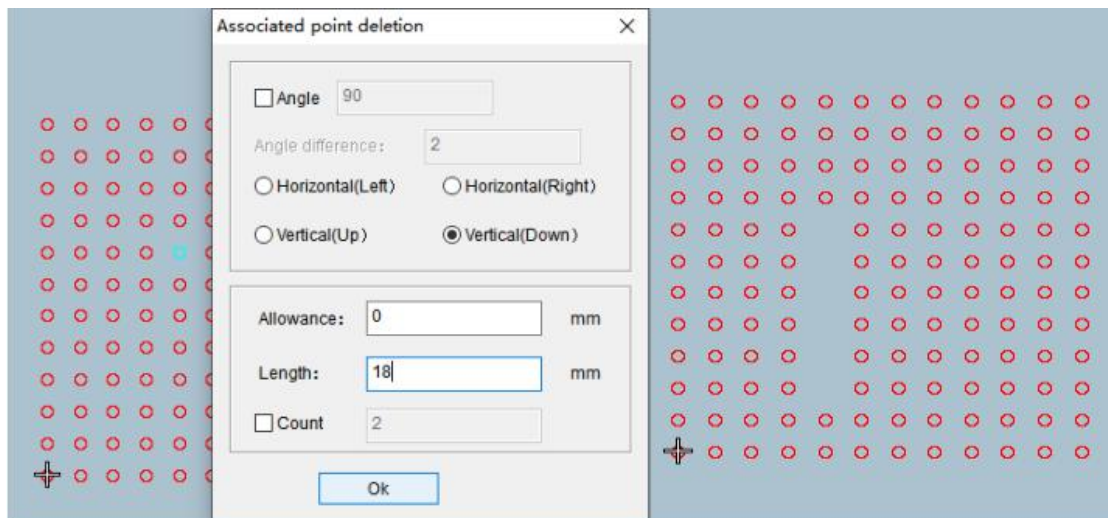 Associated point deletion
Angle 90
Angle difference: 2
Horizontal(Left) Horizontal(Right)
Vertical(Up) Vertical(Down)
Allowance: 0 mm
Length: 18 mm
Count 2
Ok